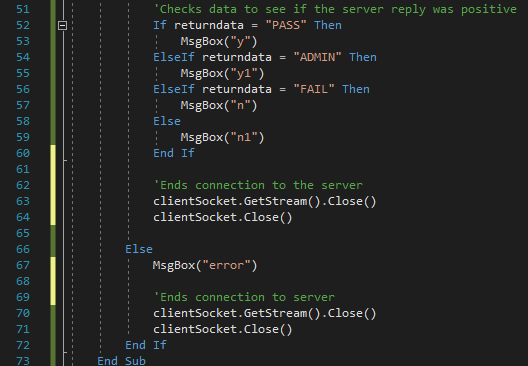 51 'Checks data to see if the server reply was positive
52 If returndata = "PASS" Then
53 MsgBox("y")
54 ElseIf returndata = "ADMIN" Then
55 MsgBox("y1")
56 ElseIf returndata = "FAIL" Then
57 MsgBox("n")
58 Else
59 MsgBox("n1")
60 End If
61
62 'Ends connection to the server
63 clientSocket.GetStream().Close()
64 clientSocket.Close()
65
66 Else
67 MsgBox("error")
68
69 'Ends connection to server
70 clientSocket.GetStream().Close()
71 clientSocket.Close()
72 End If
73 End Sub